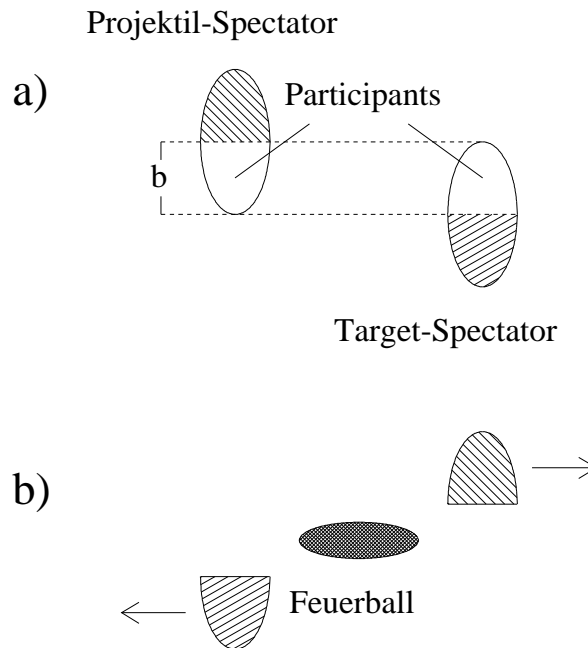 Projektil-Spectator
a)
Participants
b
Target-Spectator
b)
Feuerball